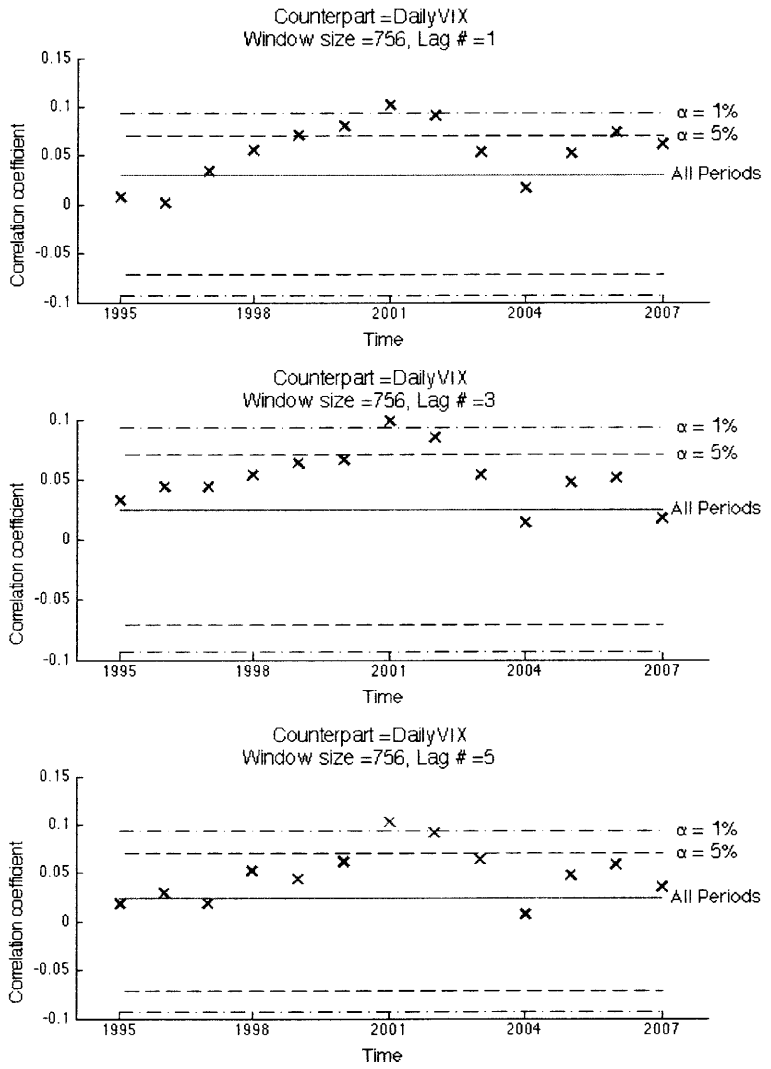 Counterpart =DailyVIX
Window size =756, Lag # =1
0.15
0.1
0.05
0
-0.05
-0.1
Correlation coefficient
α = 1%
α = 5%
All Periods
1995 1998 2001 2004 2007
Time
Counterpart =DailyVIX
Window size =756, Lag # =3
0.1
0.05
0
-0.05
-0.1
Correlation coefficient
α = 1%
α = 5%
All Periods
1995 1998 2001 2004 2007
Time
Counterpart =DailyVIX
Window size =756, Lag # =5
0.15
0.1
0.05
0
-0.05
-0.1
Correlation coefficient
α = 1%
α = 5%
All Periods
1995 1998 2001 2004 2007
Time